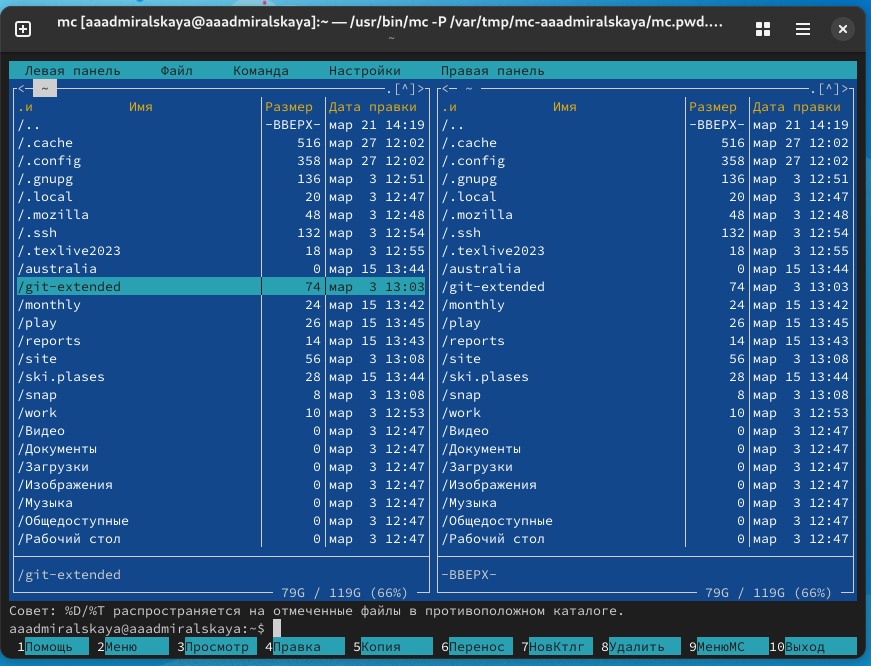 mc [aaadmiralskaya@aaadmiralskaya]:~ — /usr/bin/mc -P /var/tmp/mc-aaadmiralskaya/mc.pwd....
~
Левая панель Файл Команда Настройки Правая панель
<— ~ .[^]> <— ~ .[^]>
.и Имя Размер Дата правки .и Имя Размер Дата правки
/.. -ВВЕРХ- мар 21 14:19 /.. -ВВЕРХ- мар 21 14:19
/.cache 516 мар 27 12:02 /.cache 516 мар 27 12:02
/.config 358 мар 27 12:02 /.config 358 мар 27 12:02
/.gnupg 136 мар 3 12:51 /.gnupg 136 мар 3 12:51
/.local 20 мар 3 12:47 /.local 20 мар 3 12:47
/.mozilla 48 мар 3 12:48 /.mozilla 48 мар 3 12:48
/.ssh 132 мар 3 12:54 /.ssh 132 мар 3 12:54
/.texlive2023 18 мар 3 12:55 /.texlive2023 18 мар 3 12:55
/australia 0 мар 15 13:44 /australia 0 мар 15 13:44
/git-extended 74 мар 3 13:03 /git-extended 74 мар 3 13:03
/monthly 24 мар 15 13:42 /monthly 24 мар 15 13:42
/play 26 мар 15 13:45 /play 26 мар 15 13:45
/reports 14 мар 15 13:43 /reports 14 мар 15 13:43
/site 56 мар 3 13:08 /site 56 мар 3 13:08
/ski.plases 28 мар 15 13:44 /ski.plases 28 мар 15 13:44
/snap 8 мар 3 13:08 /snap 8 мар 3 13:08
/work 10 мар 3 12:53 /work 10 мар 3 12:53
/Видео 0 мар 3 12:47 /Видео 0 мар 3 12:47
/Документы 0 мар 3 12:47 /Документы 0 мар 3 12:47
/Загрузки 0 мар 3 12:47 /Загрузки 0 мар 3 12:47
/Изображения 0 мар 3 12:47 /Изображения 0 мар 3 12:47
/Музыка 0 мар 3 12:47 /Музыка 0 мар 3 12:47
/Общедоступные 0 мар 3 12:47 /Общедоступные 0 мар 3 12:47
/Рабочий стол 0 мар 3 12:47 /Рабочий стол 0 мар 3 12:47
/git-extended -ВВЕРХ-
79G / 119G (66%) 79G / 119G (66%)
Совет: %D/%T распространяется на отмеченные файлы в противоположном каталоге.
aaadmiralskaya@aaadmiralskaya:~$
1Помощь 2Меню 3Просмотр 4Правка 5Копия 6Перенос 7НовКтлг 8Удалить 9МенюMC 10Выход